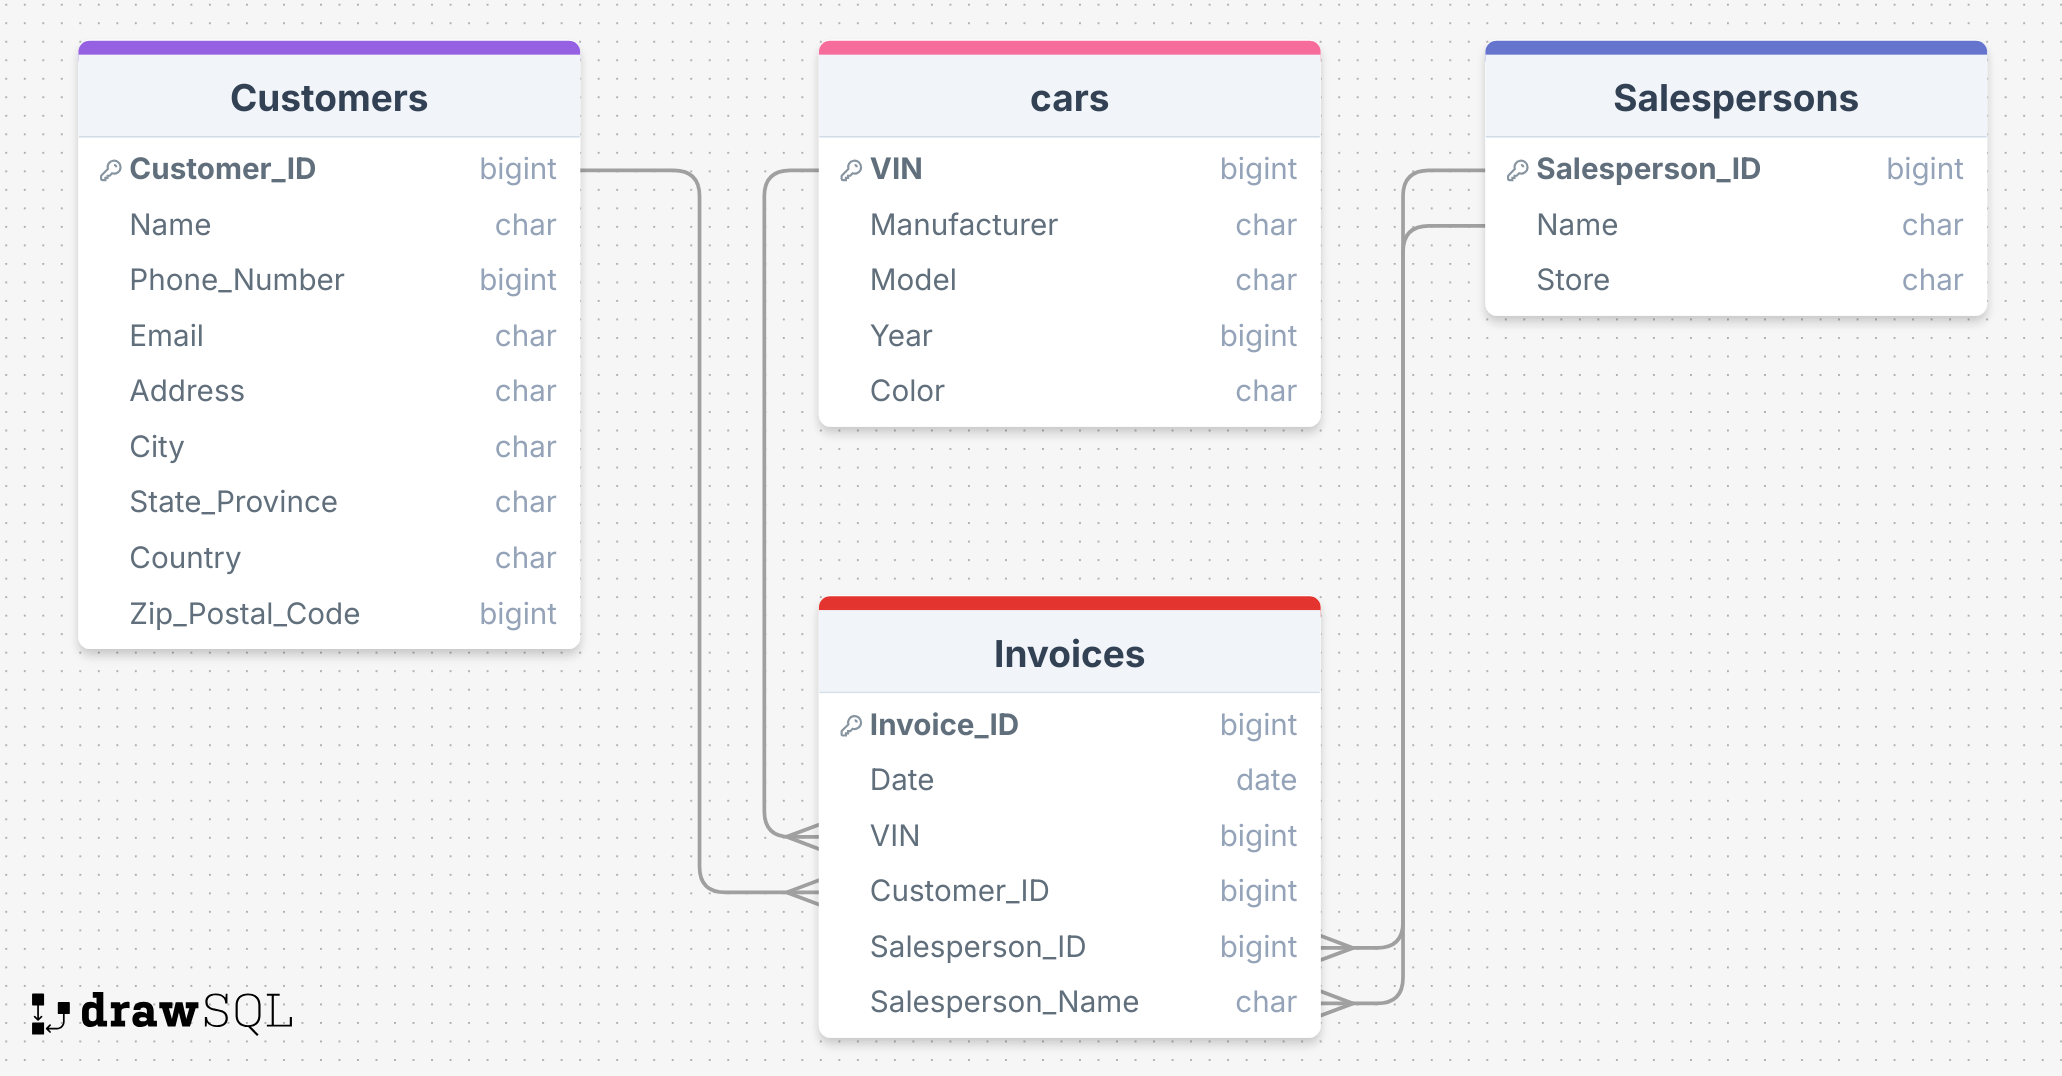 Customers
Customer_ID bigint
Name char
Phone_Number bigint
Email char
Address char
City char
State_Province char
Country char
Zip_Postal_Code bigint
cars
VIN bigint
Manufacturer char
Model char
Year bigint
Color char
Salespersons
Salesperson_ID bigint
Name char
Store char
Invoices
Invoice_ID bigint
Date date
VIN bigint
Customer_ID bigint
Salesperson_ID bigint
Salesperson_Name char
drawSQL